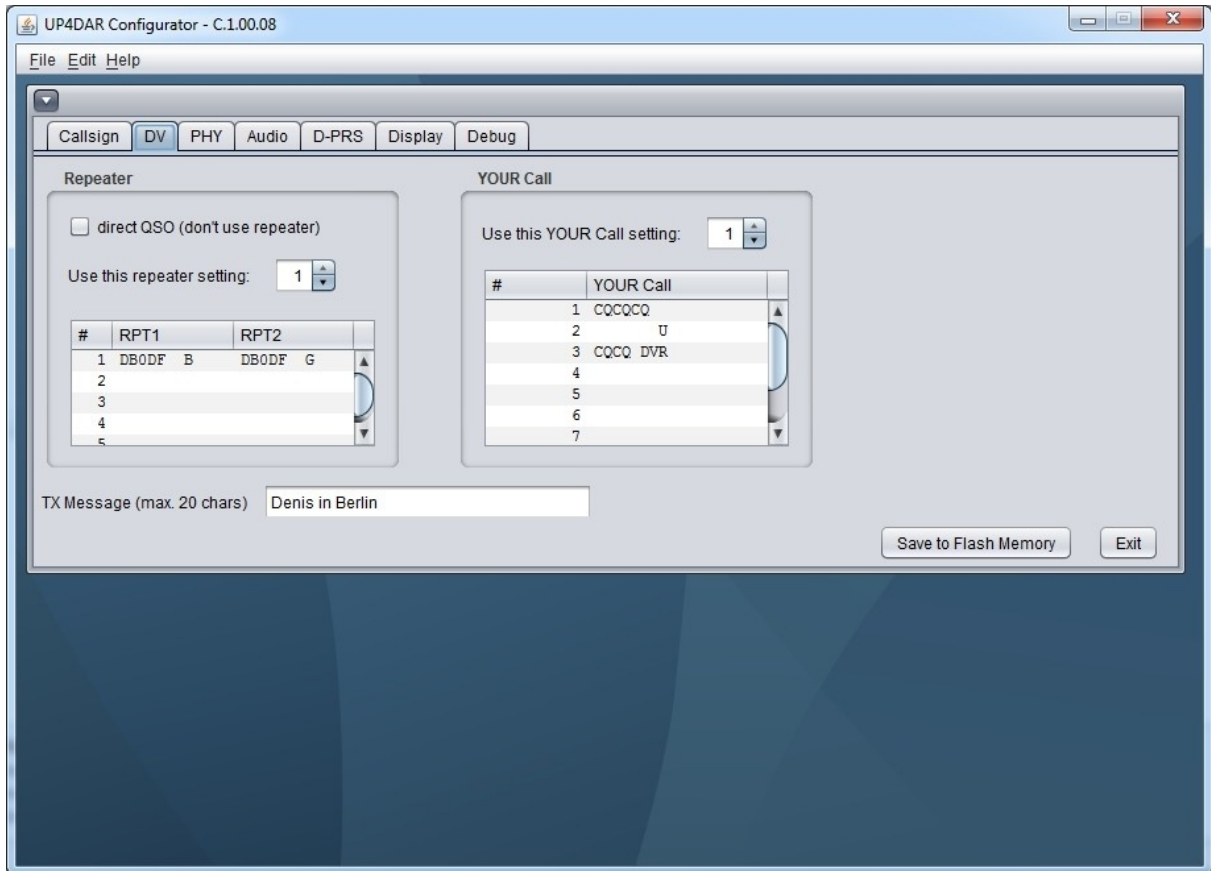 UP4DAR Configurator - C.1.00.08
File Edit Help
Callsign DV PHY Audio D-PRS Display Debug
Repeater
direct QSO (don't use repeater)
Use this repeater setting: 1
# RPT1 RPT2
1 DB0DF B DB0DF G
2
3
4
5
YOUR Call
Use this YOUR Call setting: 1
# YOUR Call
1 CQCQCQ
2 U
3 CQCQ DVR
4
5
6
7
TX Message (max. 20 chars) Denis in Berlin
Save to Flash Memory Exit